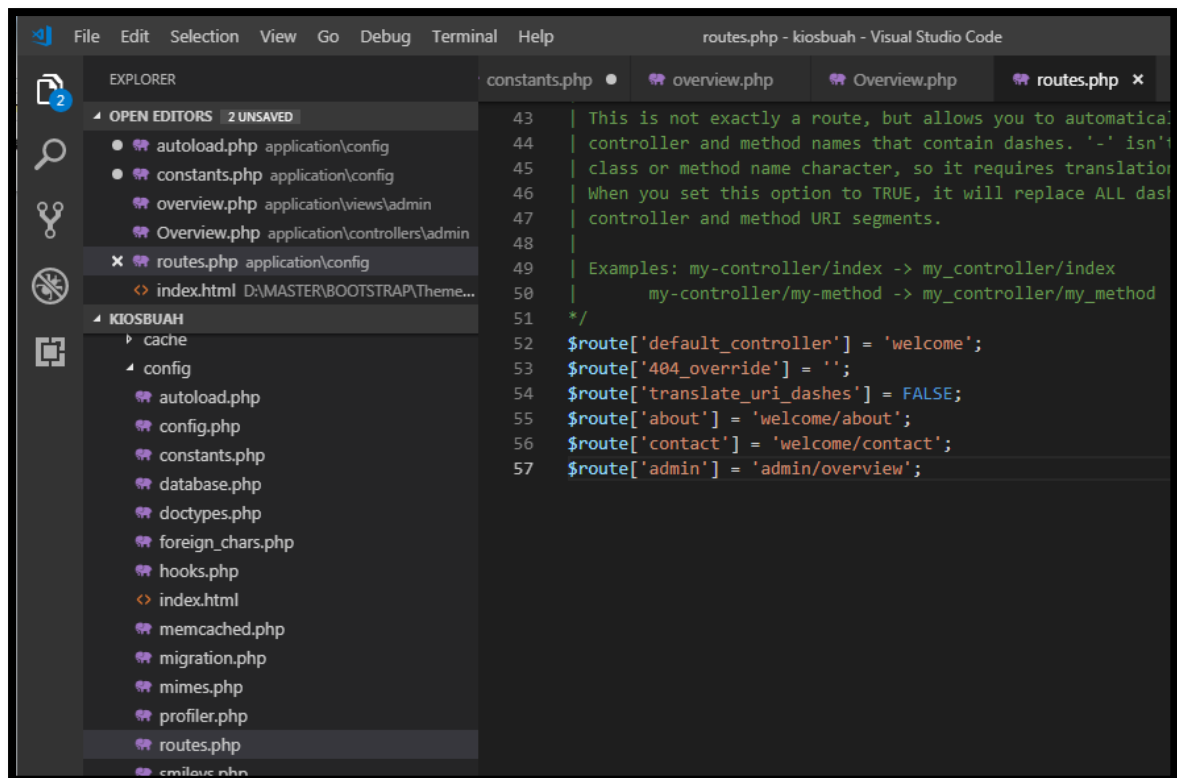 File Edit Selection View Go Debug Terminal Help routes.php - kiosbuah - Visual Studio Code
2
EXPLORER
OPEN EDITORS 2 UNSAVED
autoload.php application\config
constants.php application\config
overview.php application\views\admin
Overview.php application\controllers\admin
routes.php application\config
index.html D:\MASTER\BOOTSTRAP\Theme...
KIOSBUAH
cache
config
autoload.php
config.php
constants.php
database.php
doctypes.php
foreign_chars.php
hooks.php
index.html
memcached.php
migration.php
mimes.php
profiler.php
routes.php
smileys.php
constants.php overview.php Overview.php routes.php
43 | This is not exactly a route, but allows you to automatical
44 | controller and method names that contain dashes. '-' isn't
45 | class or method name character, so it requires translation
46 | When you set this option to TRUE, it will replace ALL dash
47 | controller and method URI segments.
48 |
49 | Examples: my-controller/index -> my_controller/index
50 | my-controller/my-method -> my_controller/my_method
51 */
52 $route['default_controller'] = 'welcome';
53 $route['404_override'] = '';
54 $route['translate_uri_dashes'] = FALSE;
55 $route['about'] = 'welcome/about';
56 $route['contact'] = 'welcome/contact';
57 $route['admin'] = 'admin/overview';